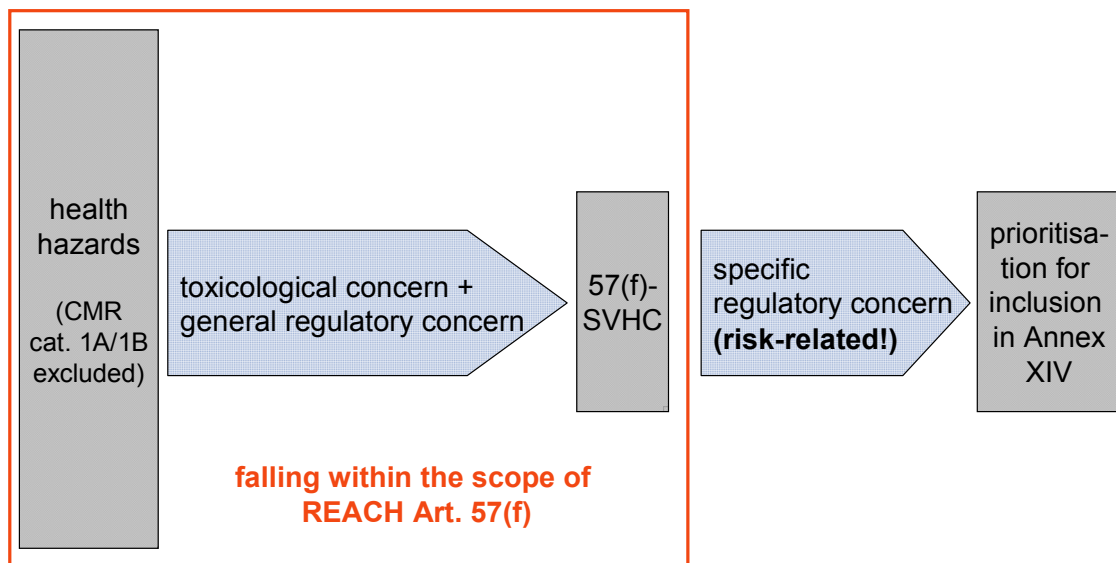 health
hazards
(CMR
cat. 1A/1B
excluded)
toxicological concern +
general regulatory concern
57(f)-
SVHC
specific
regulatory concern
(risk-related!)
prioritisa-
tion for
inclusion
in Annex
XIV
falling within the scope of
REACH Art. 57(f)